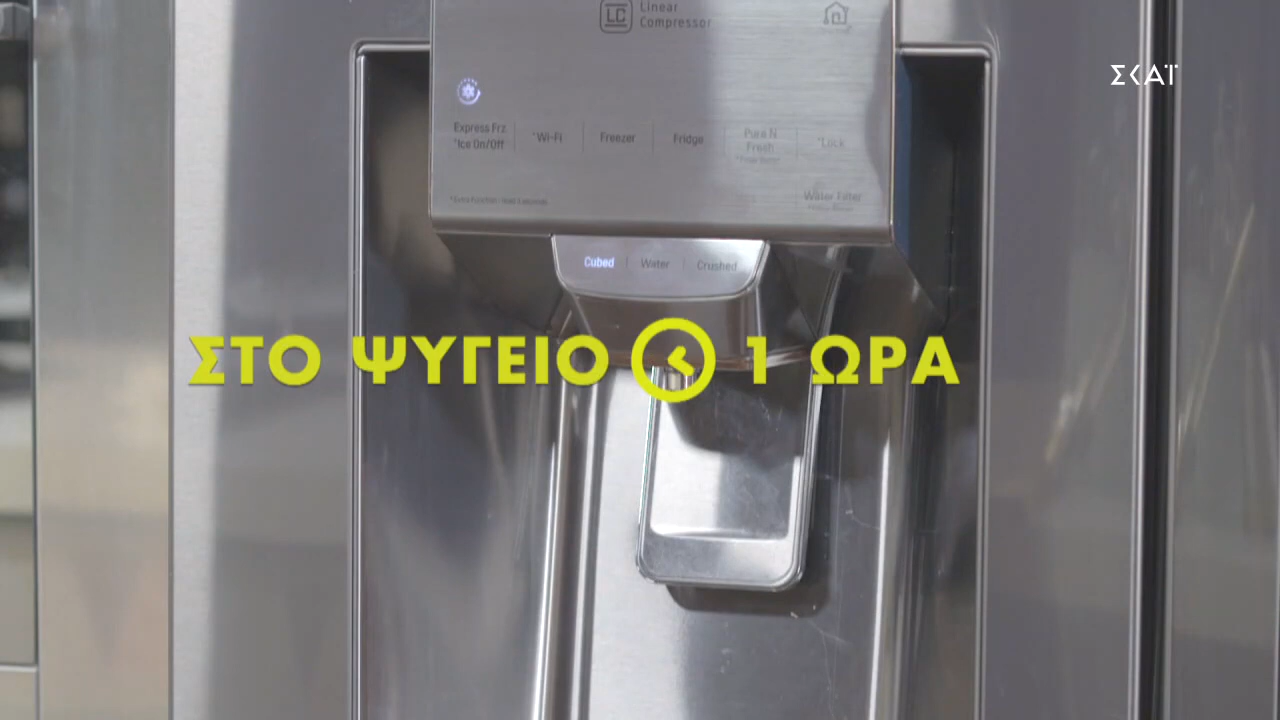 LC Linear
Compressor
ΣΚΑΪ
Express Frz.
*Ice On/Off
*Wi-Fi
Freezer
Fridge
Pure N
Fresh
*Lock
Water Filter
Cubed
Water
Crushed
ΣΤΟ ΨΥΓΕΙΟ 1 ΩΡΑ